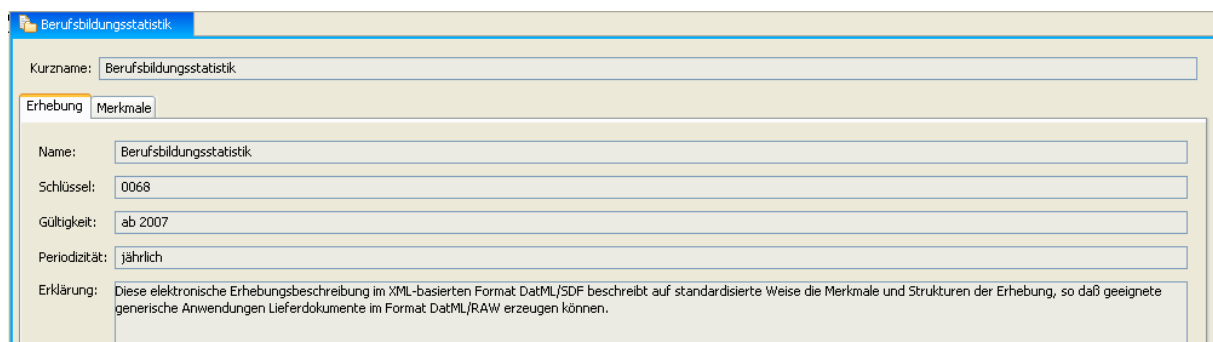 Berufsbildungsstatistik
Kurzname: Berufsbildungsstatistik
Erhebung Merkmale
Name: Berufsbildungsstatistik
Schlüssel: 0068
Gültigkeit: ab 2007
Periodizität: jährlich
Erklärung: Diese elektronische Erhebungsbeschreibung im XML-basierten Format DatML/SDF beschreibt auf standardisierte Weise die Merkmale und Strukturen der Erhebung, so daß geeignete
generische Anwendungen Lieferdokumente im Format DatML/RAW erzeugen können.